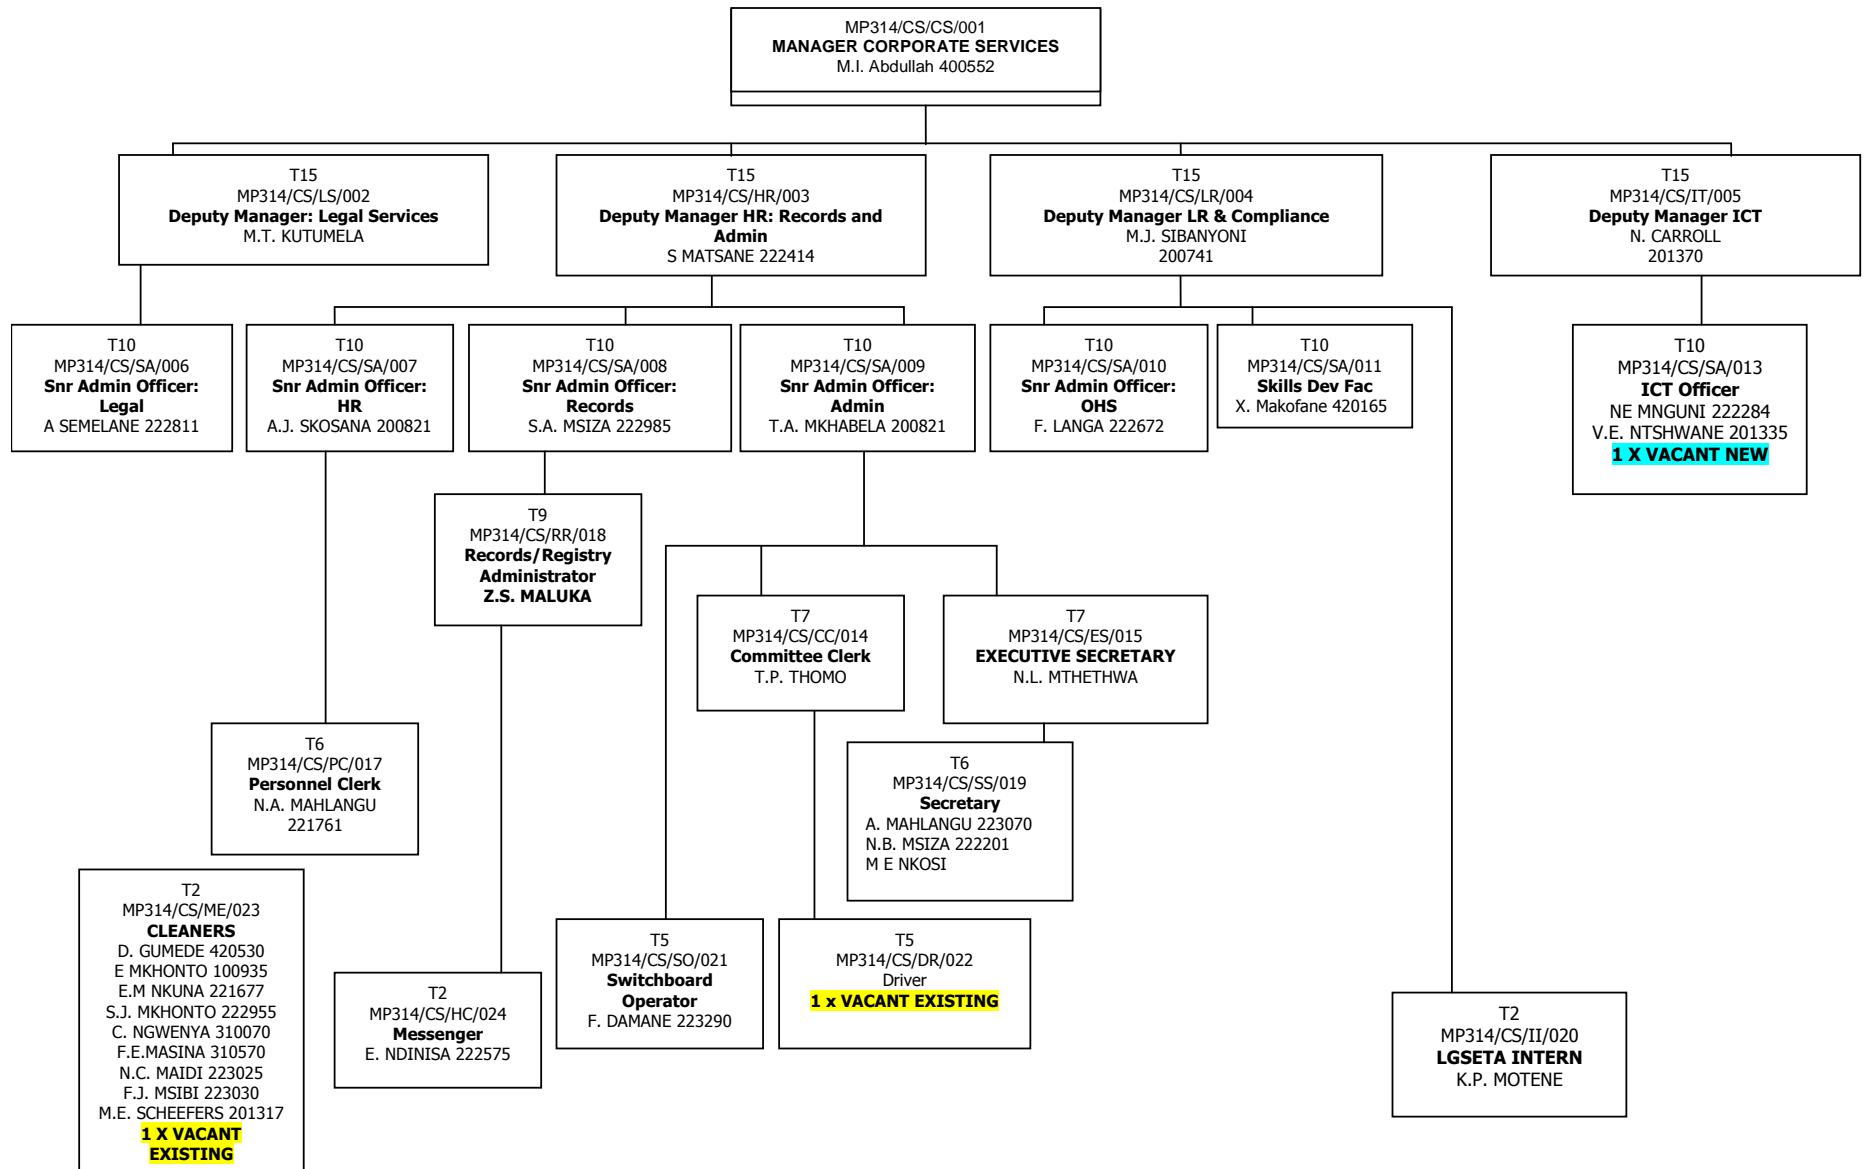 MP314/CS/CS/001
MANAGER CORPORATE SERVICES
M.I. Abdullah 400552
T15
MP314/CS/LS/002
Deputy Manager: Legal Services
M.T. KUTUMELA
T15
MP314/CS/HR/003
Deputy Manager HR: Records and
Admin
S MATSANE 222414
T15
MP314/CS/LR/004
Deputy Manager LR & Compliance
M.J. SIBANYONI
200741
T15
MP314/CS/IT/005
Deputy Manager ICT
N. CARROLL
201370
T10
MP314/CS/SA/006
Snr Admin Officer:
Legal
A SEMELANE 222811
T10
MP314/CS/SA/007
Snr Admin Officer:
HR
A.J. SKOSANA 200821
T10
MP314/CS/SA/008
Snr Admin Officer:
Records
S.A. MSIZA 222985
T10
MP314/CS/SA/009
Snr Admin Officer:
Admin
T.A. MKHABELA 200821
T10
MP314/CS/SA/010
Snr Admin Officer:
OHS
F. LANGA 222672
T10
MP314/CS/SA/011
Skills Dev Fac
X. Makofane 420165
T10
MP314/CS/SA/013
ICT Officer
NE MNGUNI 222284
V.E. NTSHWANE 201335
1 X VACANT NEW
T9
MP314/CS/RR/018
Records/Registry
Administrator
Z.S. MALUKA
T7
MP314/CS/CC/014
Committee Clerk
T.P. THOMO
T7
MP314/CS/ES/015
EXECUTIVE SECRETARY
N.L. MTHETHWA
T6
MP314/CS/PC/017
Personnel Clerk
N.A. MAHLANGU
221761
T6
MP314/CS/SS/019
Secretary
A. MAHLANGU 223070
N.B. MSIZA 222201
M E NKOSI
T2
MP314/CS/ME/023
CLEANERS
D. GUMEDE 420530
E MKHONTO 100935
E.M NKUNA 221677
S.J. MKHONTO 222955
C. NGWENYA 310070
F.E.MASINA 310570
N.C. MAIDI 223025
F.J. MSIBI 223030
M.E. SCHEEFERS 201317
1 X VACANT
EXISTING
T2
MP314/CS/HC/024
Messenger
E. NDINISA 222575
T5
MP314/CS/SO/021
Switchboard
Operator
F. DAMANE 223290
T5
MP314/CS/DR/022
Driver
1 x VACANT EXISTING
T2
MP314/CS/II/020
LGSETA INTERN
K.P. MOTENE